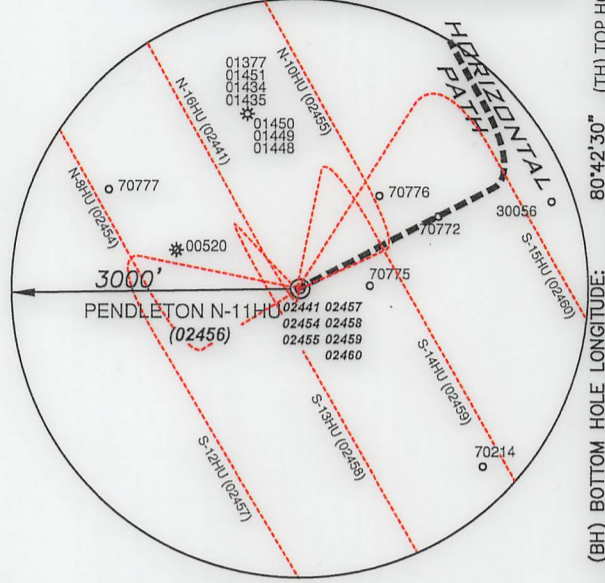 HORIZONTAL
PATH
01377
01451
01434
01435
01450
01449
01448
N-10HU (02455)
N-16HU (02441)
N-8HU (02454)
70777
00520
70776
70772
30056
70775
S-15HU (02460)
3000'
PENDLETON N-11HU
(02456)
02441 02457
02454 02458
02455 02459
02460
S-14HU (02459)
S-13HU (02458)
S-12HU (02457)
70214
(BH) BOTTOM HOLE LONGITUDE: 80°42'30"
(TH) TOP HO